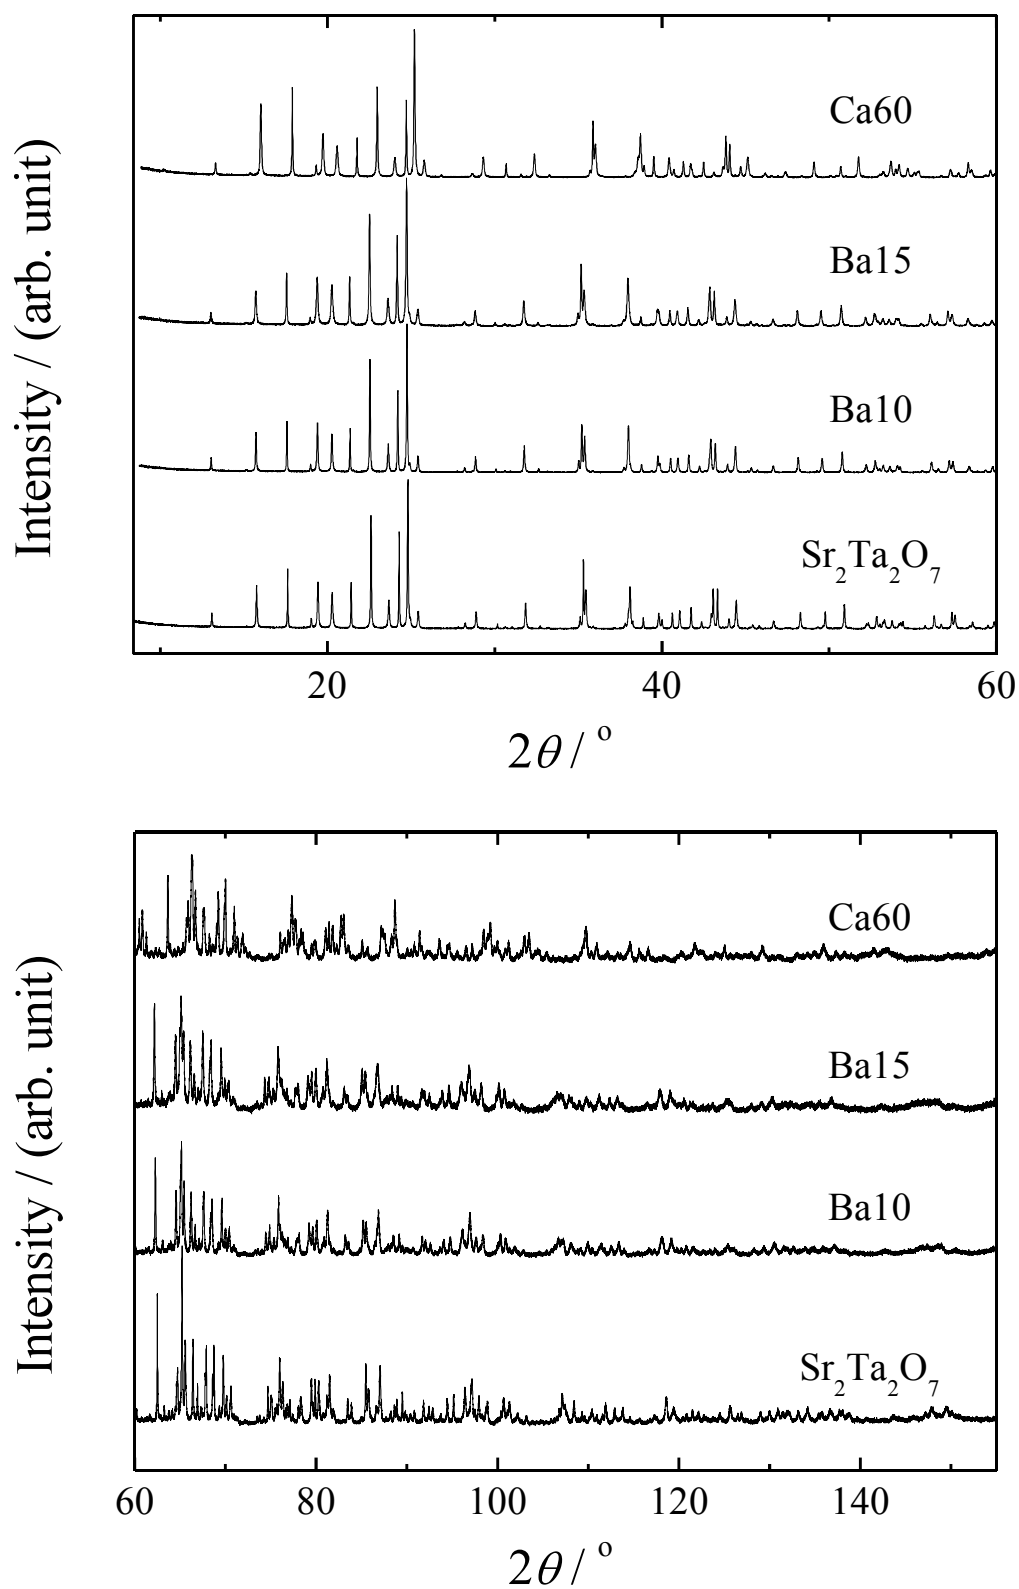 Intensity / (arb. unit)
Ca60
Ba15
Ba10
Sr₂Ta₂O₇
20 40 60
2θ / °
Intensity / (arb. unit)
Ca60
Ba15
Ba10
Sr₂Ta₂O₇
60 80 100 120 140
2θ / °